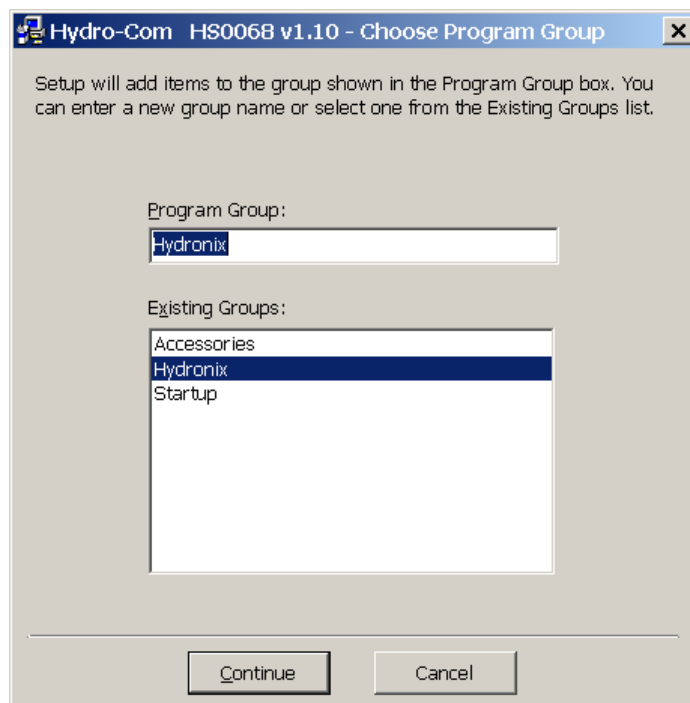 Hydro-Com HS0068 v1.10 - Choose Program Group
Setup will add items to the group shown in the Program Group box. You
can enter a new group name or select one from the Existing Groups list.
Program Group:
Hydronix
Existing Groups:
Accessories
Hydronix
Startup
Continue Cancel